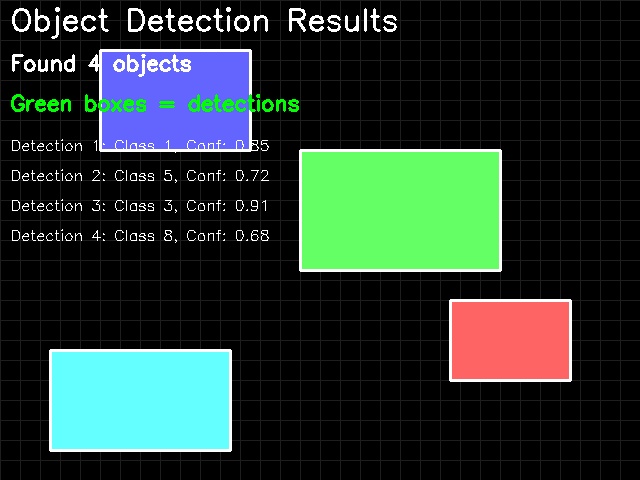 Object Detection Results
Found 4 objects
Green boxes = detections
Detection 1: Class 1, Conf: 0.85
Detection 2: Class 5, Conf: 0.72
Detection 3: Class 3, Conf: 0.91
Detection 4: Class 8, Conf: 0.68